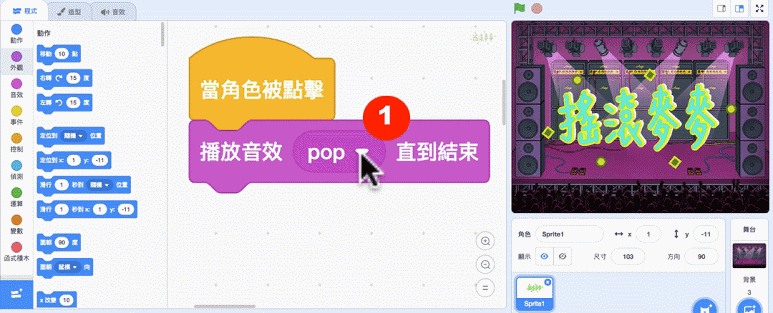 程式 造型 音效
動作
外觀
音效
事件
控制
偵測
運算
變數
函式積木
動作
移動 10 點
右轉 15 度
左轉 15 度
定位到 隨機 位置
定位到 x: 1 y: -11
滑行 1 秒到 隨機 位置
滑行 1 秒到 x: 1 y: -11
面朝 90 度
面朝 鼠標 向
x 改變 10
當角色被點擊
播放音效 pop 直到結束
1
搖滾麥麥
角色 Sprite1 x 1 y -11
顯示 尺寸 103 方向 90
Sprite1
舞台
背景
3